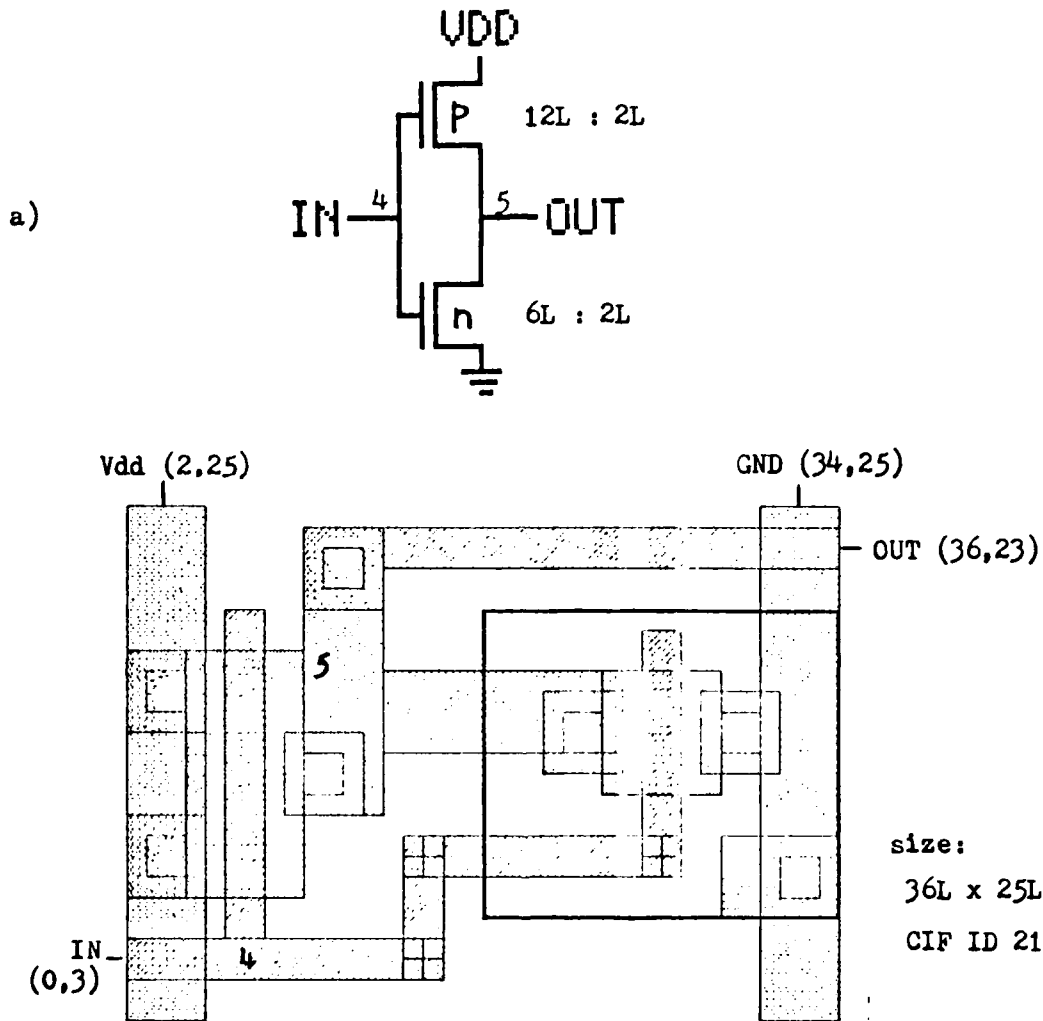 VDD
p 12L : 2L
a)
IN 4 5 OUT
n 6L : 2L
Vdd (2,25) GND (34,25)
OUT (36,23)
5
size:
36L x 25L
IN 4 CIF ID 21
(0,3)